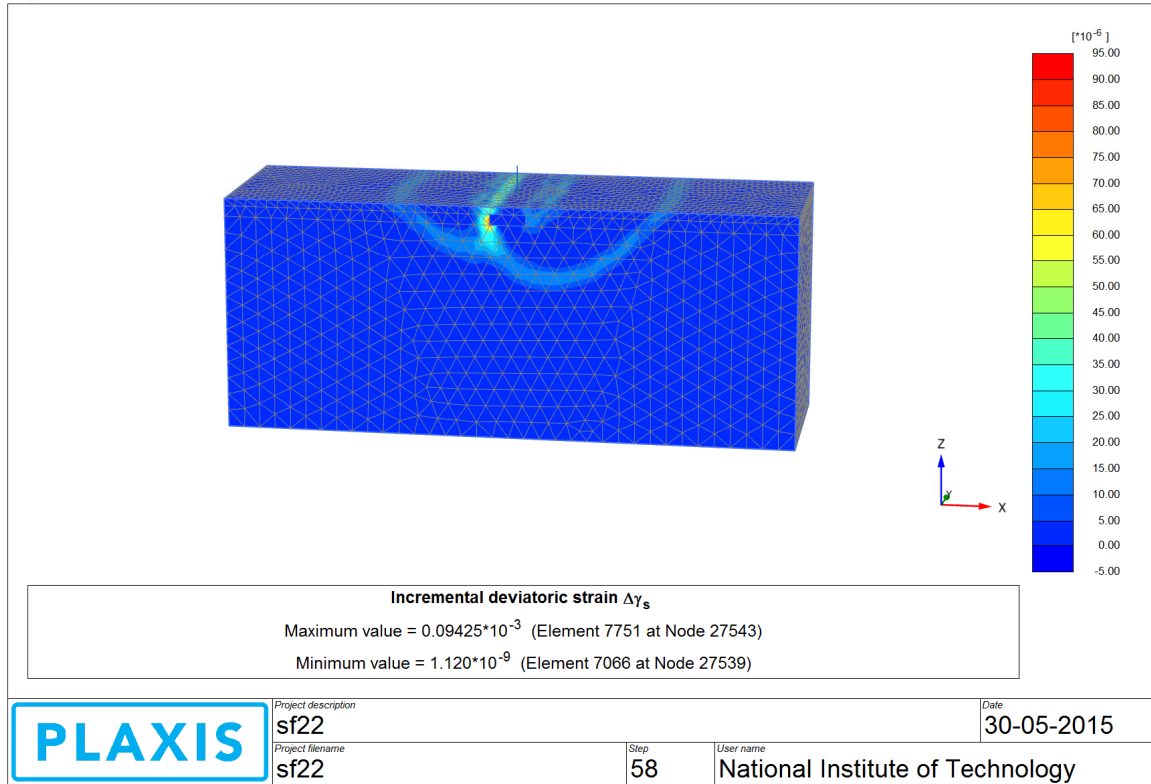 [*10-6 ]
95.00
90.00
85.00
80.00
75.00
70.00
65.00
60.00
55.00
50.00
45.00
40.00
35.00
30.00
25.00
20.00
15.00
10.00
5.00
0.00
-5.00
Z
Y
X
Incremental deviatoric strain Δγs
Maximum value = 0.09425*10-3 (Element 7751 at Node 27543)
Minimum value = 1.120*10-9 (Element 7066 at Node 27539)
PLAXIS
Project description
sf22
Date
30-05-2015
Project filename
sf22
Step
58
User name
National Institute of Technology